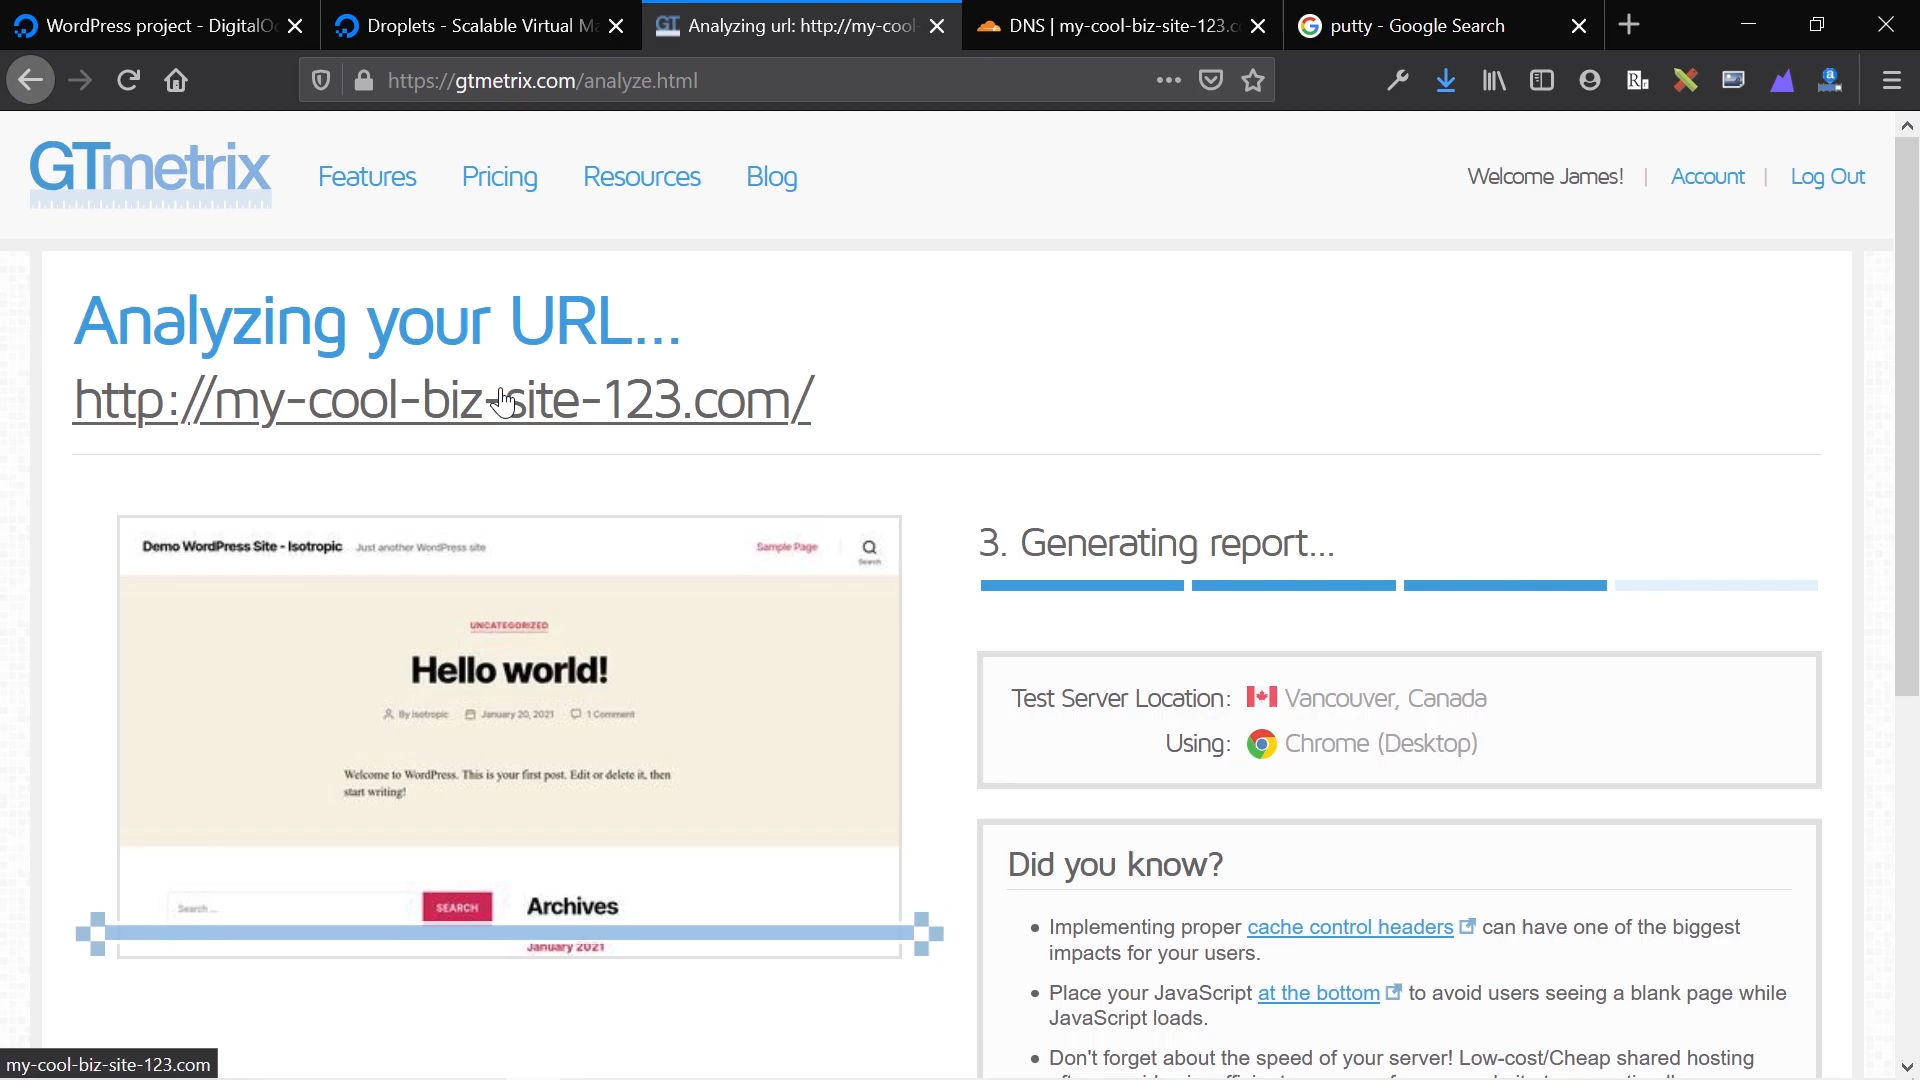 WordPress project - DigitalOc
Droplets - Scalable Virtual Ma
GT Analyzing url: http://my-cool-
DNS | my-cool-biz-site-123.c
putty - Google Search
https://gtmetrix.com/analyze.html
GTmetrix
Features
Pricing
Resources
Blog
Welcome James! | Account | Log Out
Analyzing your URL...
http://my-cool-biz-site-123.com/
Demo WordPress Site - Isotropic Just another WordPress site
Sample Page
Search
UNCATEGORIZED
Hello world!
By isotropic January 20, 2021 1 Comment
Welcome to WordPress. This is your first post. Edit or delete it, then
start writing!
Search ...
SEARCH
Archives
January 2021
3. Generating report...
Test Server Location: Vancouver, Canada
Using: Chrome (Desktop)
Did you know?
• Implementing proper cache control headers can have one of the biggest
impacts for your users.
• Place your JavaScript at the bottom to avoid users seeing a blank page while
JavaScript loads.
• Don't forget about the speed of your server! Low-cost/Cheap shared hosting
my-cool-biz-site-123.com